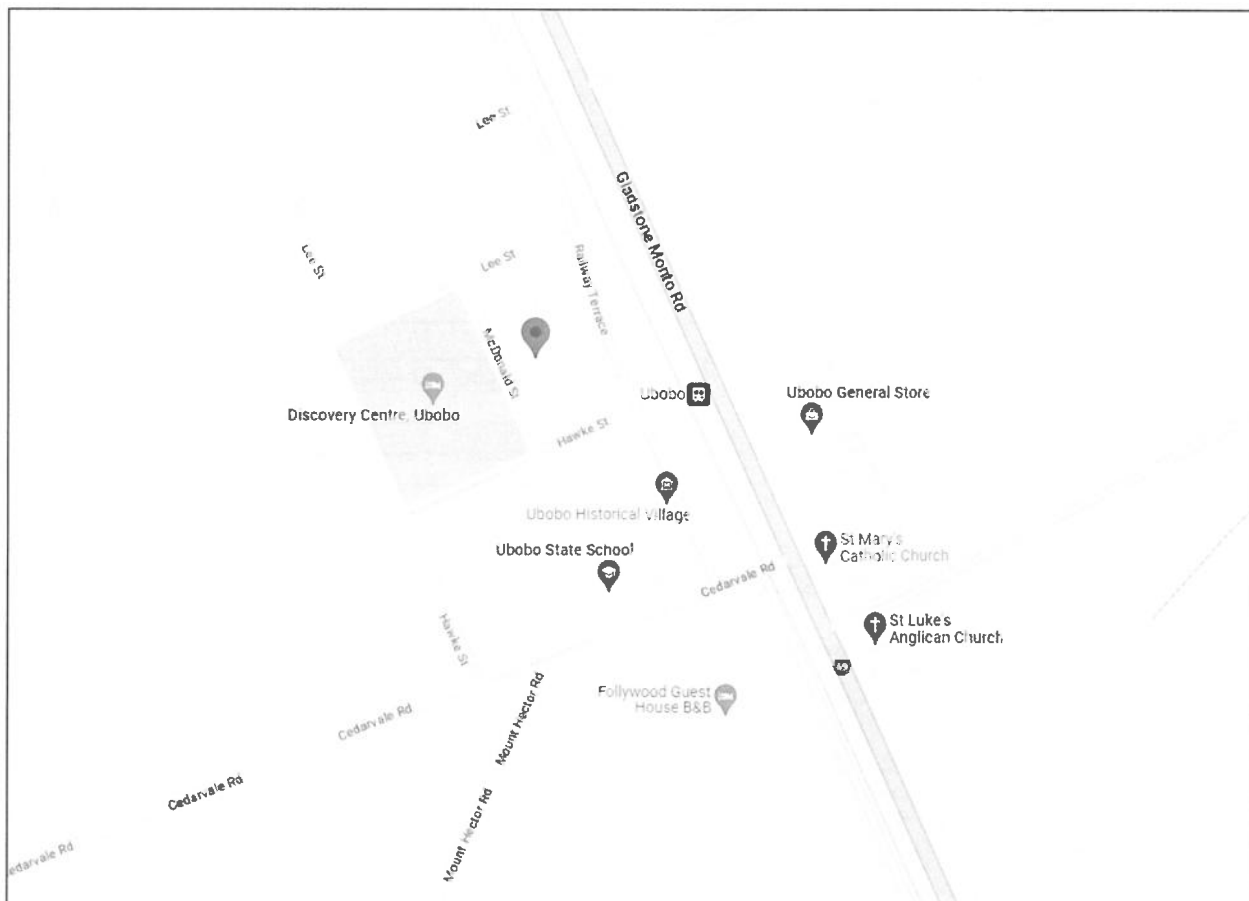 Lee St
Gladstone Monto Rd
Lee St
Lee St
Railway Terrace
McDonald St
Discovery Centre, Ubobo
Ubobo
Ubobo General Store
Hawke St
Ubobo Historical Village
Ubobo State School
St Mary's
Catholic Church
Cedarvale Rd
St Luke's
Anglican Church
Hawke St
Follywood Guest
House B&B
Mount Hector Rd
Cedarvale Rd
Cedarvale Rd
Mount Hector Rd
edarvale Rd